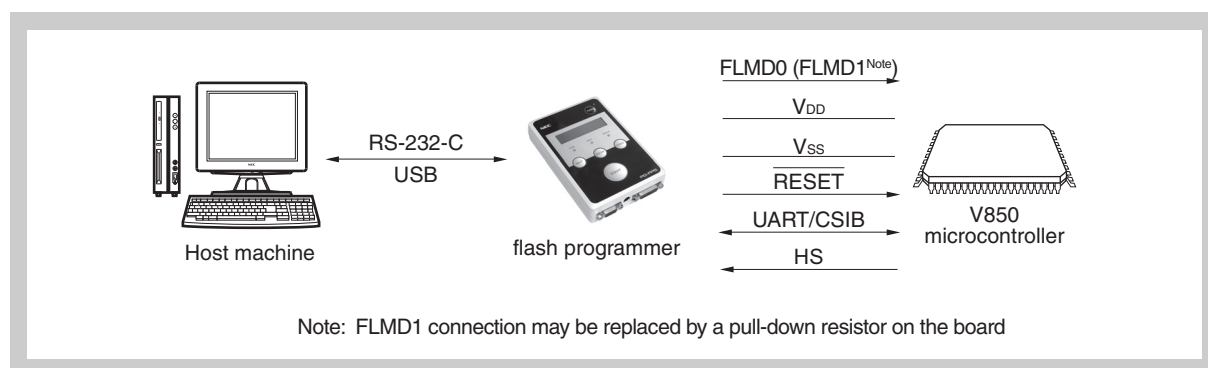 FLMD0 (FLMD1Note)
VDD
VSS
RESET
UART/CSIB
HS
RS-232-C
USB
NEC
Host machine
flash programmer
V850
microcontroller
Note: FLMD1 connection may be replaced by a pull-down resistor on the board